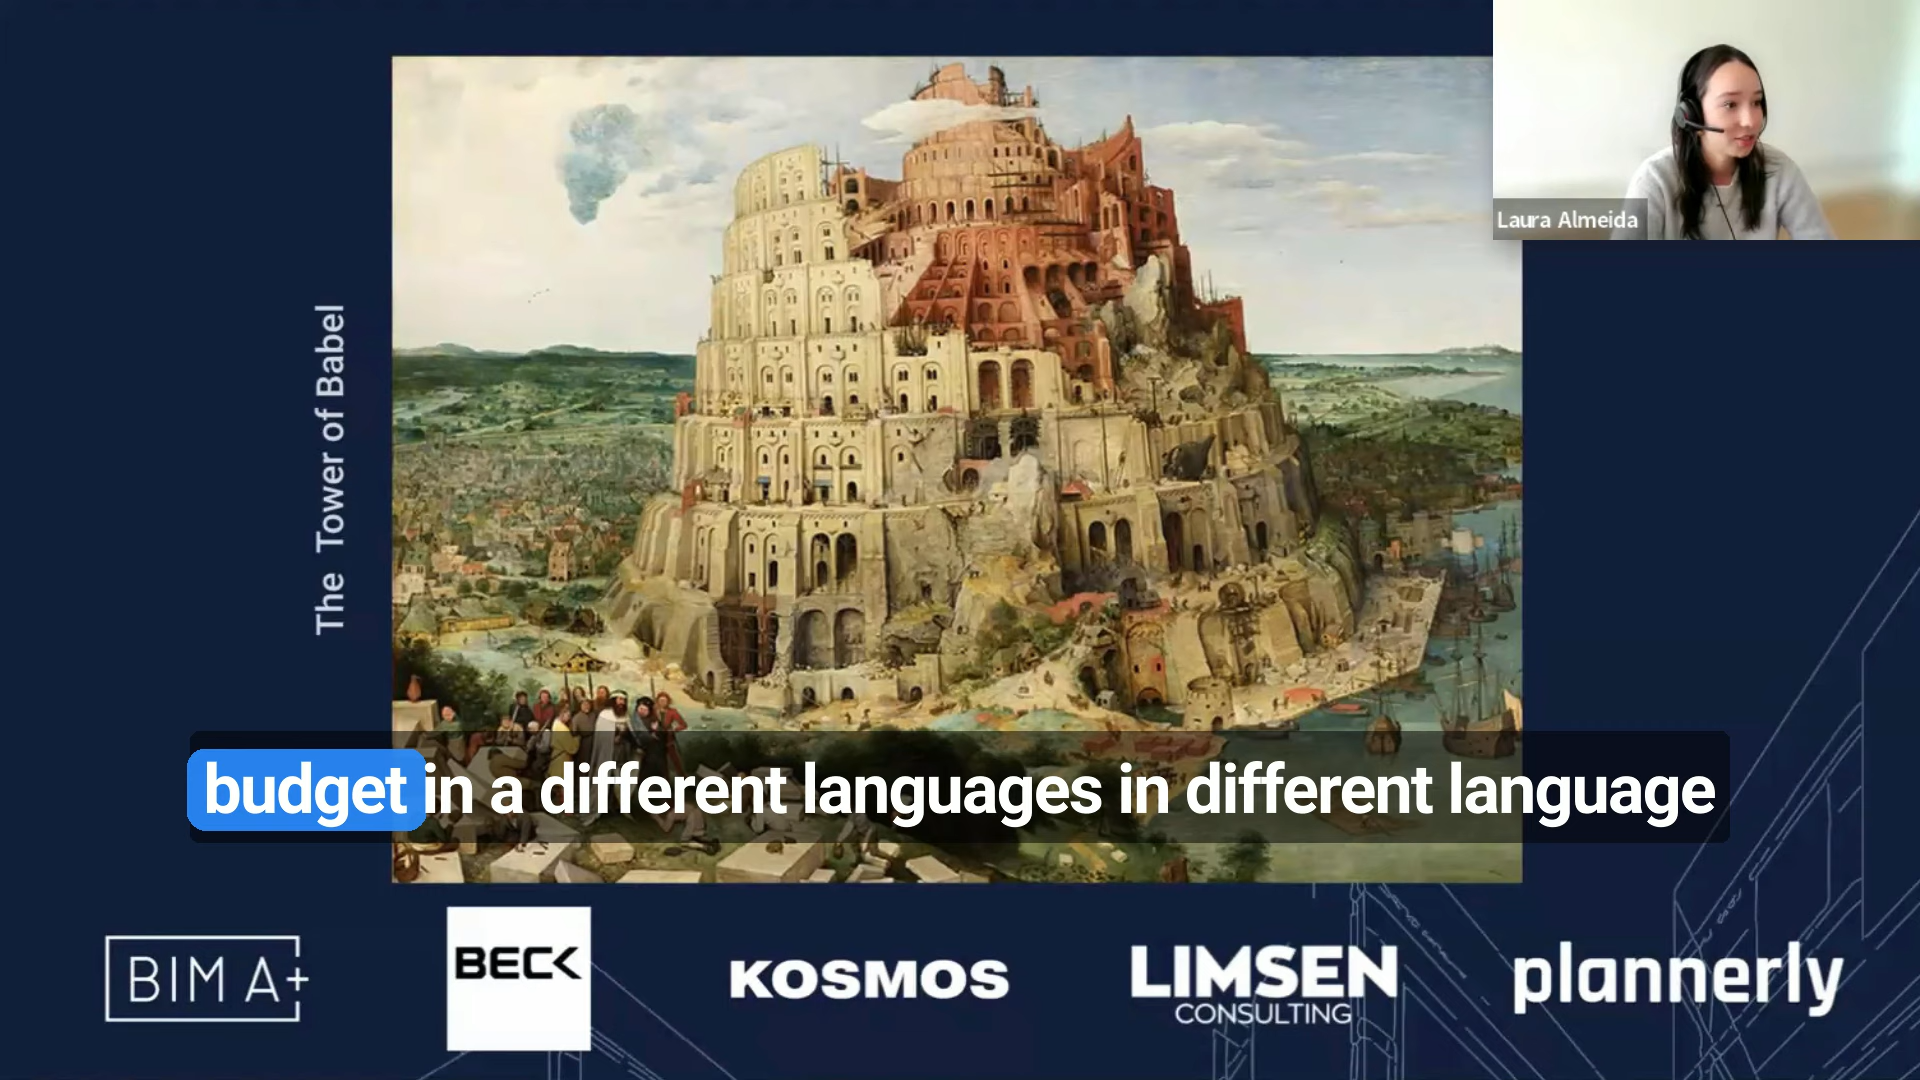 Laura Almeida
The Tower of Babel
budget in a different languages in different language
BIM A+
BECK
KOSMOS
LIMSEN
CONSULTING
plannerly